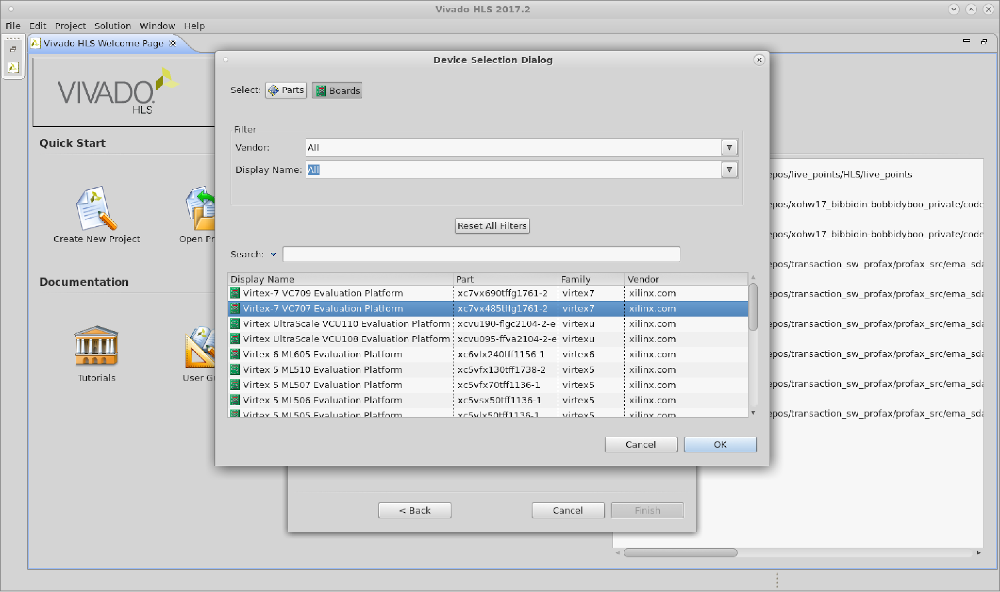 Vivado HLS 2017.2
File Edit Project Solution Window Help
Vivado HLS Welcome Page
VIVADO
HLS
Quick Start
Create New Project
Open Pr
Documentation
Tutorials
User Gu
Device Selection Dialog
Select: Parts Boards
Filter
Vendor: All
Display Name: All
Reset All Filters
Search:
Display Name Part Family Vendor
Virtex-7 VC709 Evaluation Platform xc7vx690tffg1761-2 virtex7 xilinx.com
Virtex-7 VC707 Evaluation Platform xc7vx485tffg1761-2 virtex7 xilinx.com
Virtex UltraScale VCU110 Evaluation Platform xcvu190-flgc2104-2-e virtexu xilinx.com
Virtex UltraScale VCU108 Evaluation Platform xcvu095-ffva2104-2-e virtexu xilinx.com
Virtex 6 ML605 Evaluation Platform xc6vlx240tff1156-1 virtex6 xilinx.com
Virtex 5 ML510 Evaluation Platform xc5vfx130tff1738-2 virtex5 xilinx.com
Virtex 5 ML507 Evaluation Platform xc5vfx70tff1136-1 virtex5 xilinx.com
Virtex 5 ML506 Evaluation Platform xc5vsx50tff1136-1 virtex5 xilinx.com
Virtex 5 ML505 Evaluation Platform xc5vlx50tff1136-1 virtex5 xilinx.com
Cancel OK
< Back Cancel Finish
epos/five_points/HLS/five_points
epos/xohw17_bibbidin-bobbidyboo_private/code
epos/xohw17_bibbidin-bobbidyboo_private/code
epos/transaction_sw_profax/profax_src/ema_sda
epos/transaction_sw_profax/profax_src/ema_sda
epos/transaction_sw_profax/profax_src/ema_sda
epos/transaction_sw_profax/profax_src/ema_sda
epos/transaction_sw_profax/profax_src/ema_sda
epos/transaction_sw_profax/profax_src/ema_sda